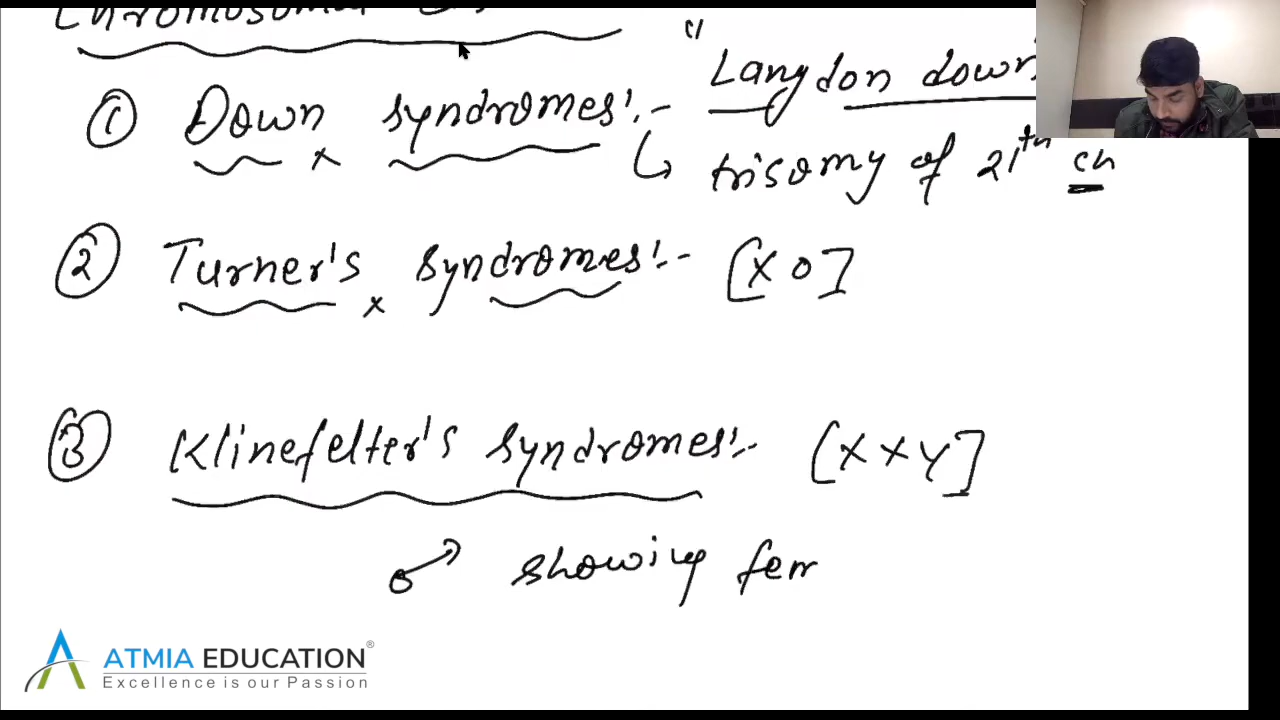 Chromosomal
① Down syndromes:- "Langdon down's
trisomy of 21th ch
② Turner's syndromes:- [XO]
③ Klinefelter's syndromes:- [XXY]
♂ showing fem
ATMIA EDUCATION®
Excellence is our Passion